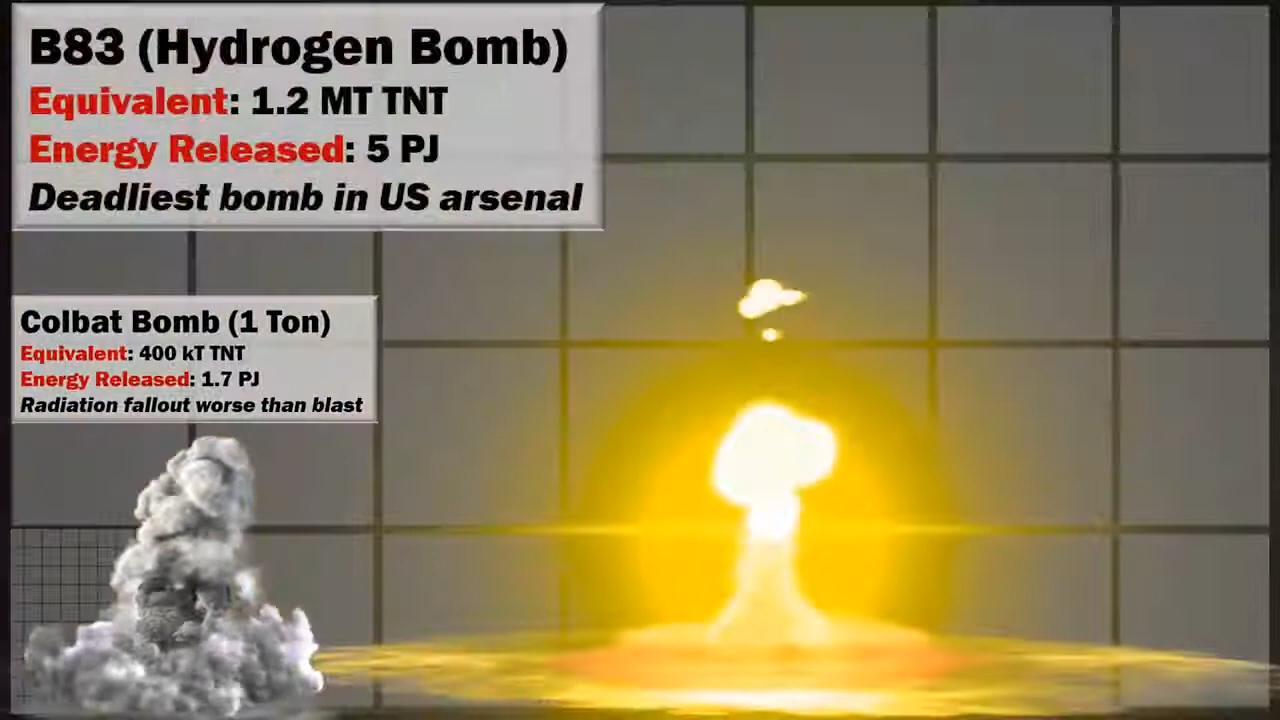 B83 (Hydrogen Bomb)
Equivalent: 1.2 MT TNT
Energy Released: 5 PJ
Deadliest bomb in US arsenal
Colbat Bomb (1 Ton)
Equivalent: 400 kT TNT
Energy Released: 1.7 PJ
Radiation fallout worse than blast